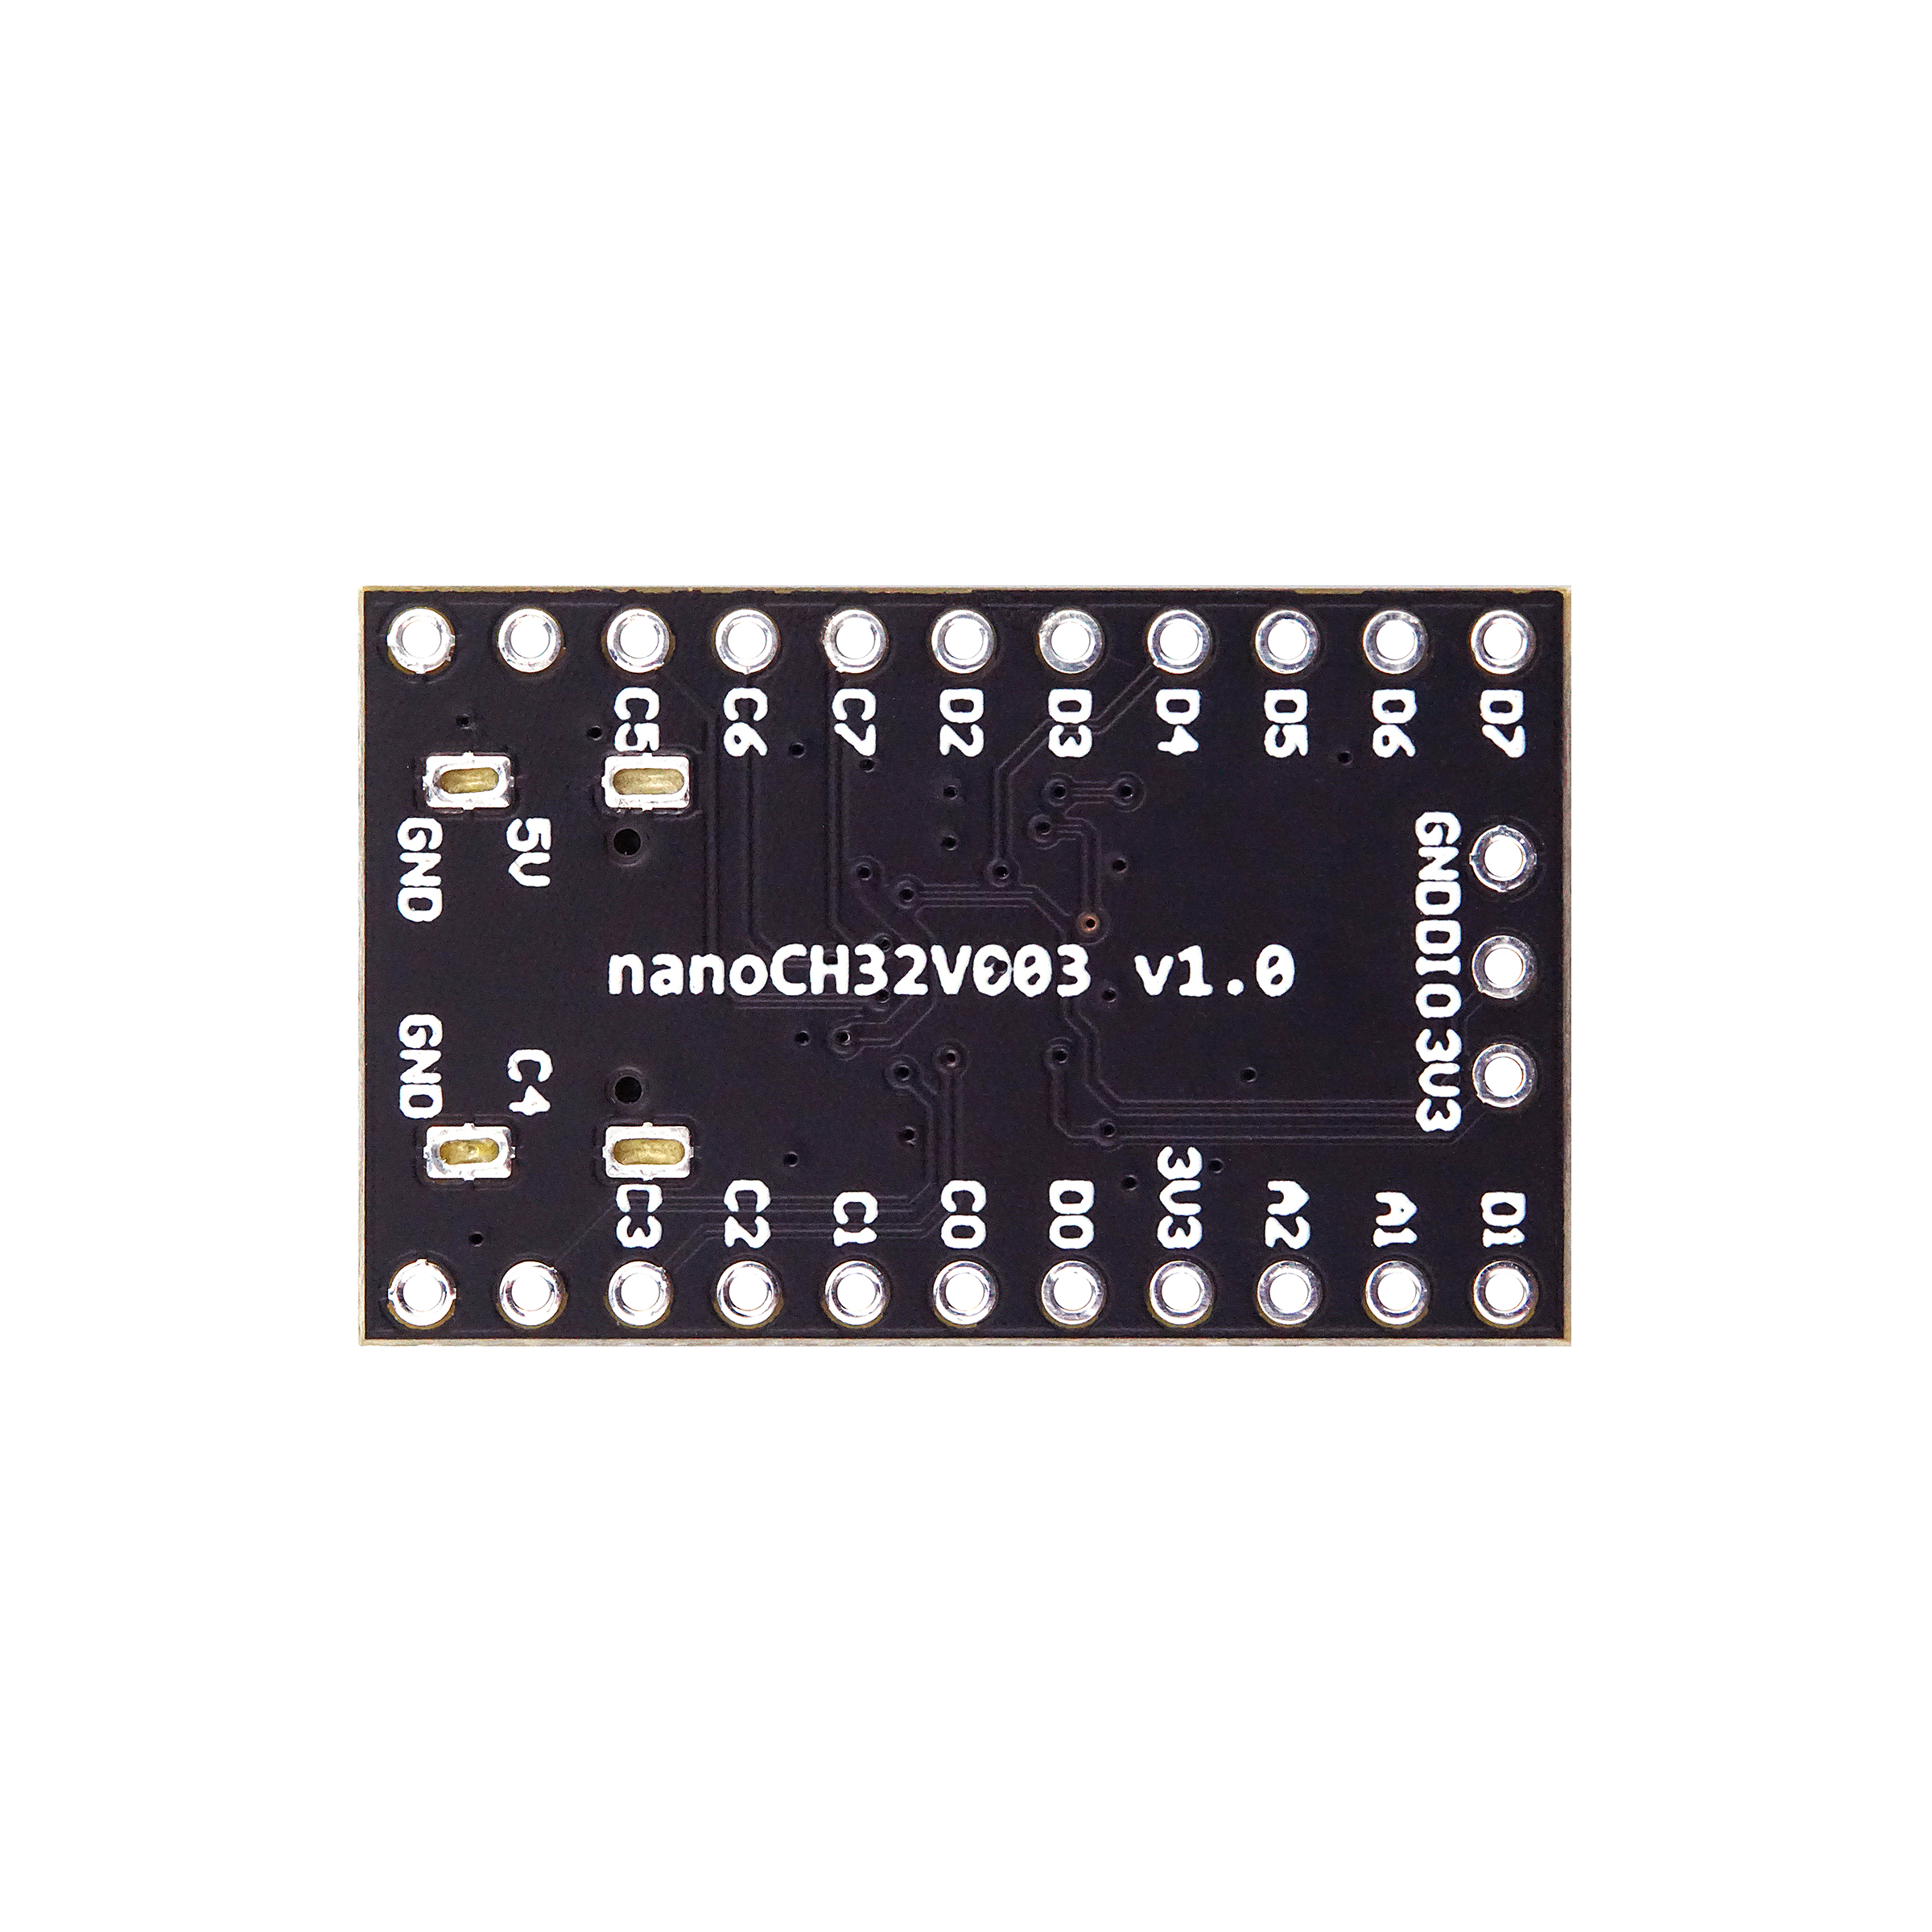 C5 C6 C7 D2 D3 D4 D5 D6 D7
GND 5V
GND
DIO
3V3
nanoCH32V003 v1.0
GND C4
C3 C2 C1 C0 D0 3V3 A2 A1 D1